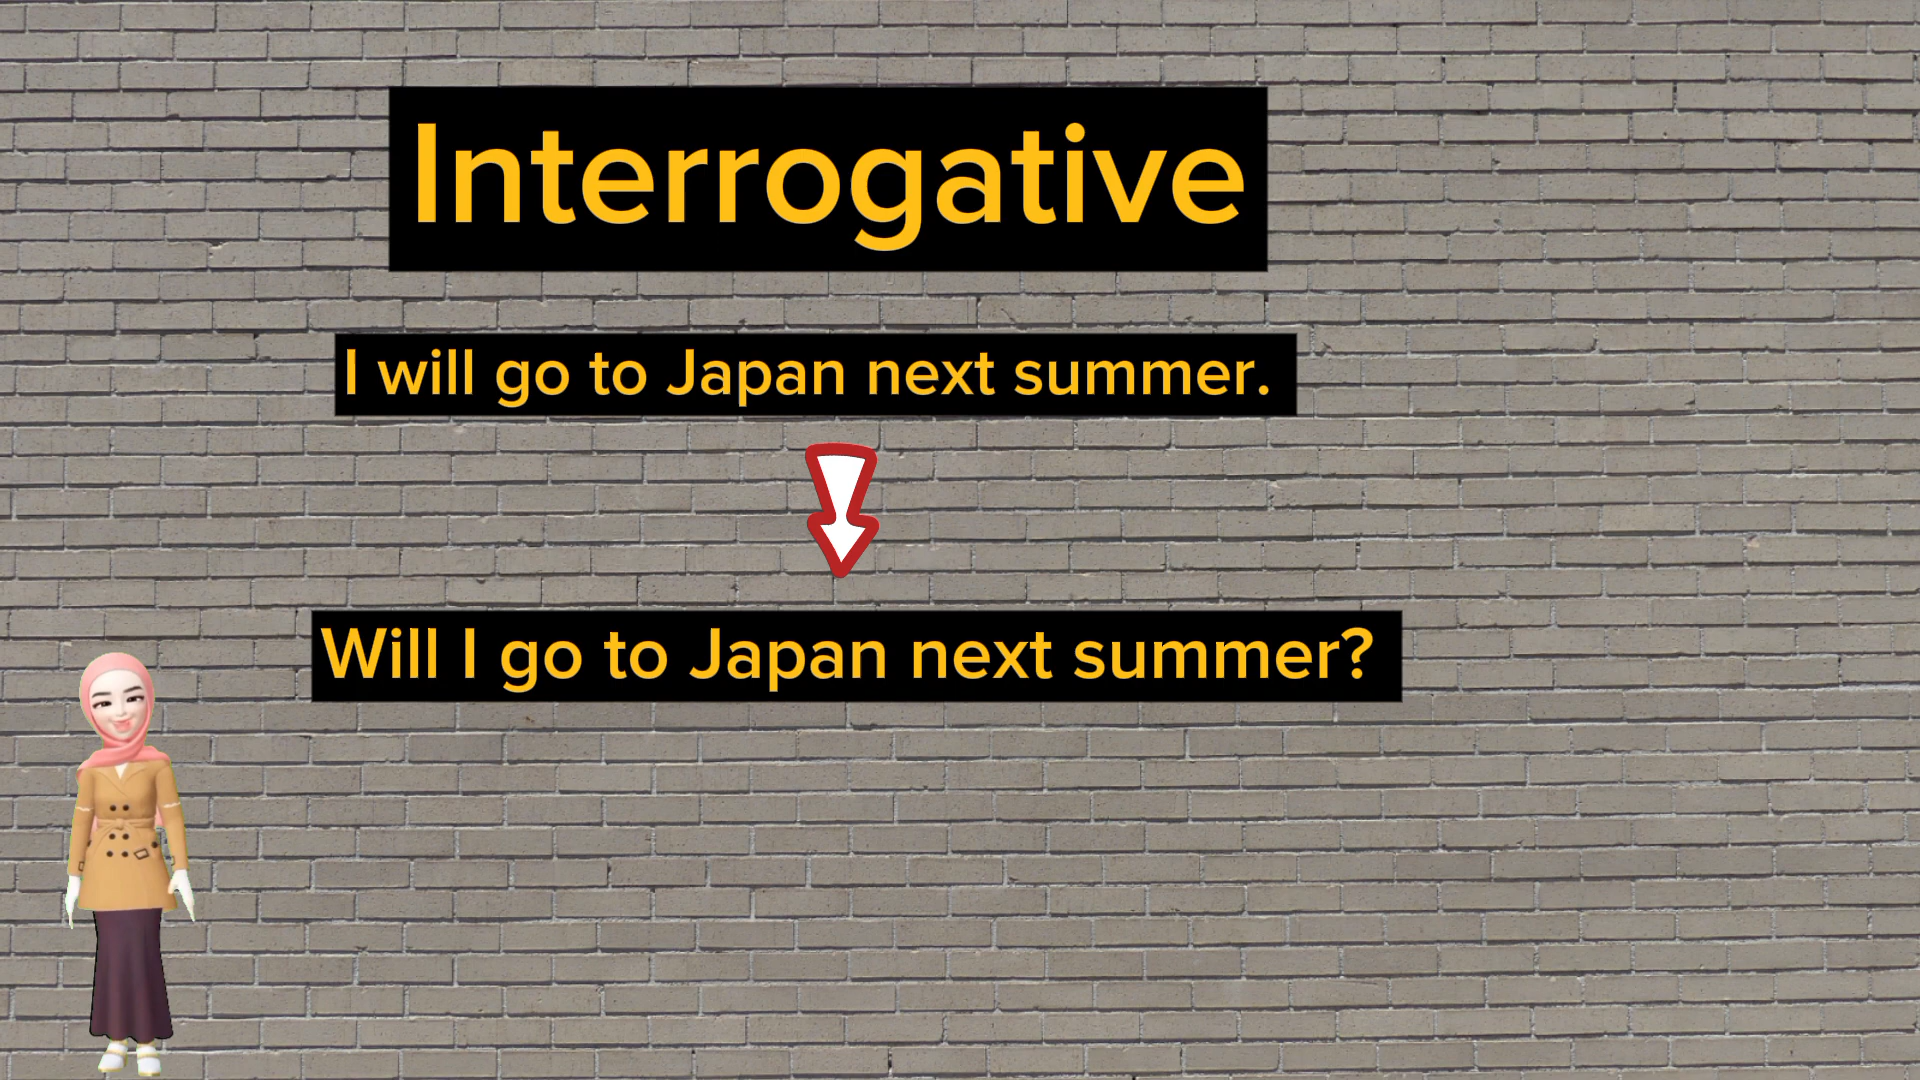 Interrogative
I will go to Japan next summer.
Will I go to Japan next summer?